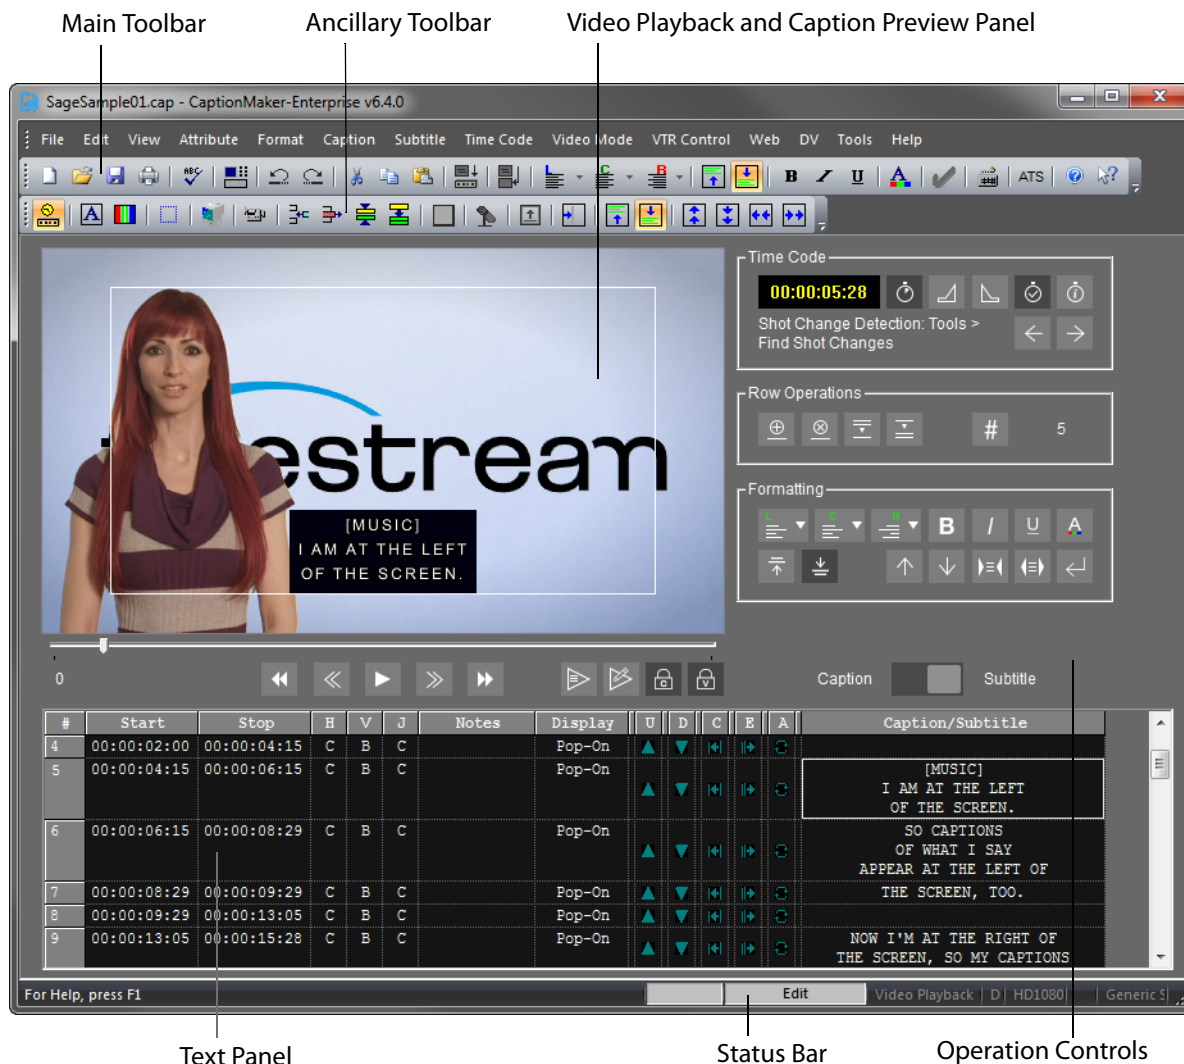 Main Toolbar
Ancillary Toolbar
Video Playback and Caption Preview Panel
SageSample01.cap - CaptionMaker-Enterprise v6.4.0
File Edit View Attribute Format Caption Subtitle Time Code Video Mode VTR Control Web DV Tools Help
ABC L C R B I U A ATS
A
Time Code
00:00:05:28
Shot Change Detection: Tools >
Find Shot Changes
Row Operations
# 5
Formatting
L C R B I U A
estream
[MUSIC]
I AM AT THE LEFT
OF THE SCREEN.
0
C V
Caption Subtitle
# Start Stop H V J Notes Display U D C E A Caption/Subtitle
4 00:00:02:00 00:00:04:15 C B C Pop-On
5 00:00:04:15 00:00:06:15 C B C Pop-On [MUSIC]
I AM AT THE LEFT
OF THE SCREEN.
6 00:00:06:15 00:00:08:29 C B C Pop-On SO CAPTIONS
OF WHAT I SAY
APPEAR AT THE LEFT OF
7 00:00:08:29 00:00:09:29 C B C Pop-On THE SCREEN, TOO.
8 00:00:09:29 00:00:13:05 C B C Pop-On
9 00:00:13:05 00:00:15:28 C B C Pop-On NOW I'M AT THE RIGHT OF
THE SCREEN, SO MY CAPTIONS
For Help, press F1
Edit
Video Playback D HD1080 Generic S
Text Panel
Status Bar
Operation Controls